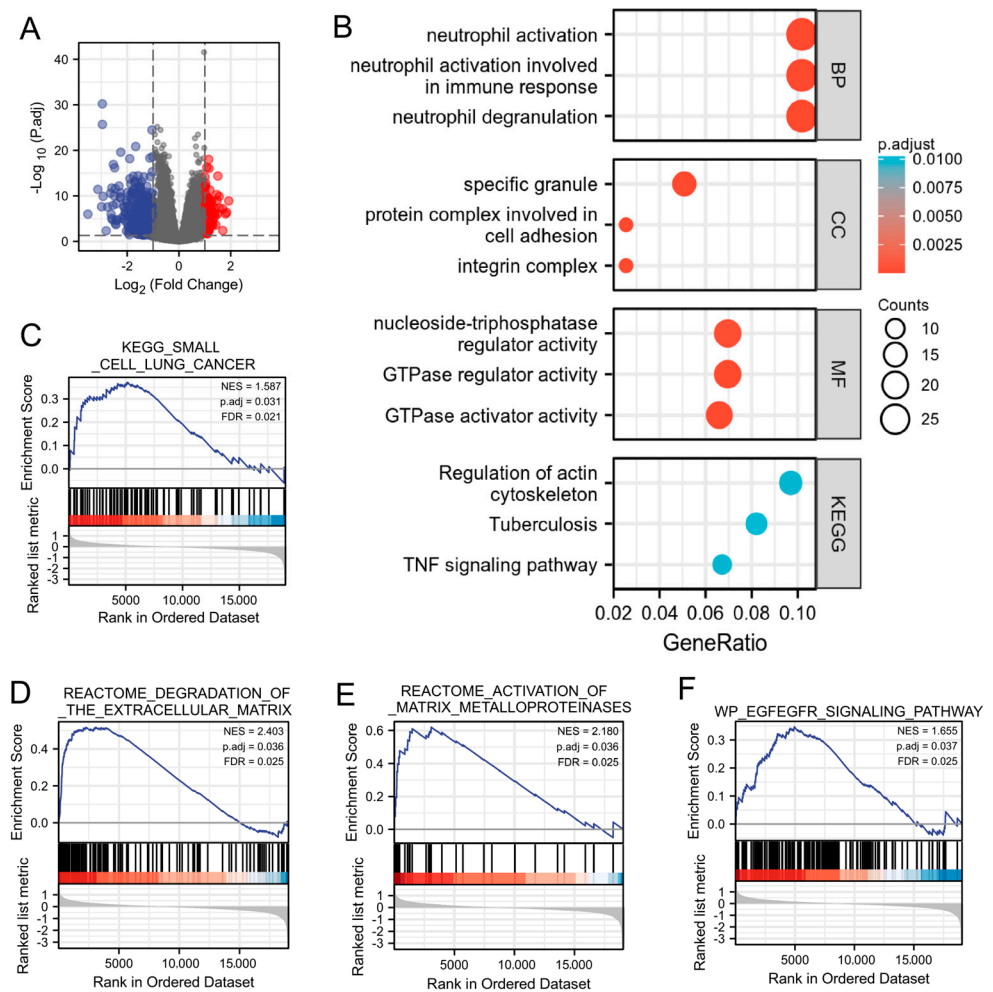 A
40
30
20
10
0
-Log 10 (P.adj)
-2
0
2
Log2 (Fold Change)
B
neutrophil activation
neutrophil activation involved
in immune response
neutrophil degranulation
BP
specific granule
protein complex involved in
cell adhesion
integrin complex
CC
nucleoside-triphosphatase
regulator activity
GTPase regulator activity
GTPase activator activity
MF
Regulation of actin
cytoskeleton
Tuberculosis
TNF signaling pathway
KEGG
0.02 0.04 0.06 0.08 0.10
GeneRatio
p.adjust
0.0100
0.0075
0.0050
0.0025
Counts
10
15
20
25
C
KEGG_SMALL
_CELL_LUNG_CANCER
NES = 1.587
p.adj = 0.031
FDR = 0.021
Enrichment Score
0.3
0.2
0.1
0.0
Ranked list metric
1
0
-1
-2
-3
5000 10.000 15.000
Rank in Ordered Dataset
D
REACTOME_DEGRADATION_OF
_THE_EXTRACELLULAR_MATRIX
NES = 2.403
p.adj = 0.036
FDR = 0.025
Enrichment Score
0.4
0.2
0.0
Ranked list metric
1
0
-1
-2
-3
5000 10.000 15.000
Rank in Ordered Dataset
E
REACTOME_ACTIVATION_OF
_MATRIX_METALLOPROTEINASES
NES = 2.180
p.adj = 0.036
FDR = 0.025
Enrichment Score
0.6
0.4
0.2
0.0
Ranked list metric
1
0
-1
-2
-3
5000 10.000 15.000
Rank in Ordered Dataset
F
WP_EGFEGFR_SIGNALING_PATHWAY
NES = 1.655
p.adj = 0.037
FDR = 0.025
Enrichment Score
0.3
0.2
0.1
0.0
Ranked list metric
1
0
-1
-2
-3
5000 10.000 15.000
Rank in Ordered Dataset